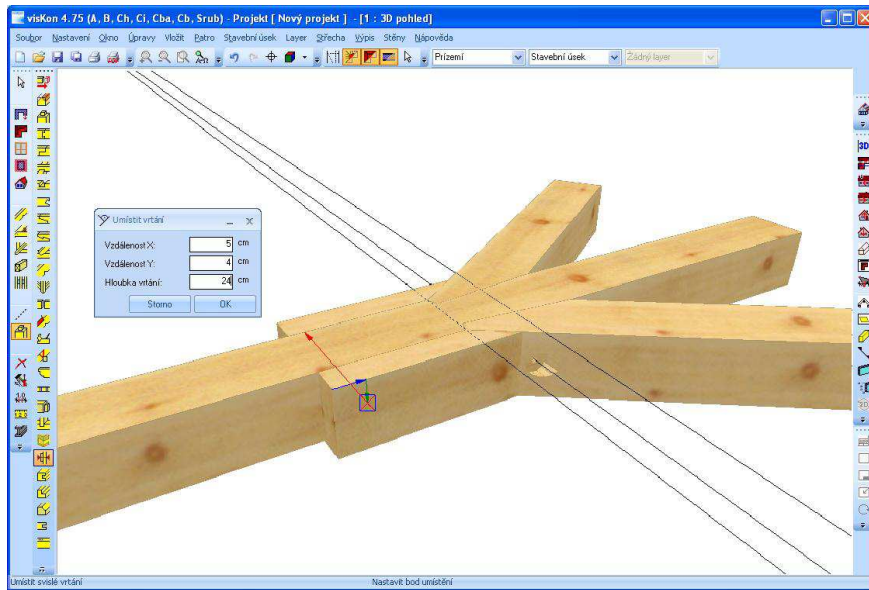 visKon 4.75 (A, B, Ch, Ci, Cba, Cb, Srub) - Projekt [ Nový projekt ] - [1 : 3D pohled]
Soubor Nastavení Okno Úpravy Vložit Patro Stavební úsek Layer Střecha Výpis Stěny Nápověda
Prízemí Stavební úsek Žádný layer
3D
Umístit vrtání
Vzdálenost X: 5 cm
Vzdálenost Y: 4 cm
Hloubka vrtání: 24 cm
Storno OK
Umístit svislé vrtání Nastavit bod umístění